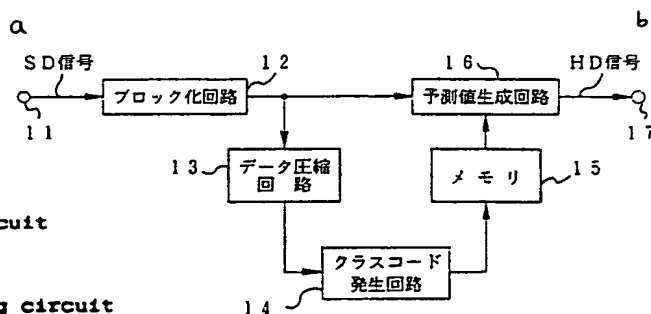 a
b
SD信号
12
16
HD信号
ブロック化回路
予測値生成回路
11
17
13
データ圧縮
回路
メモリ
15
クラスコード
発生回路
14
cuit
g circuit